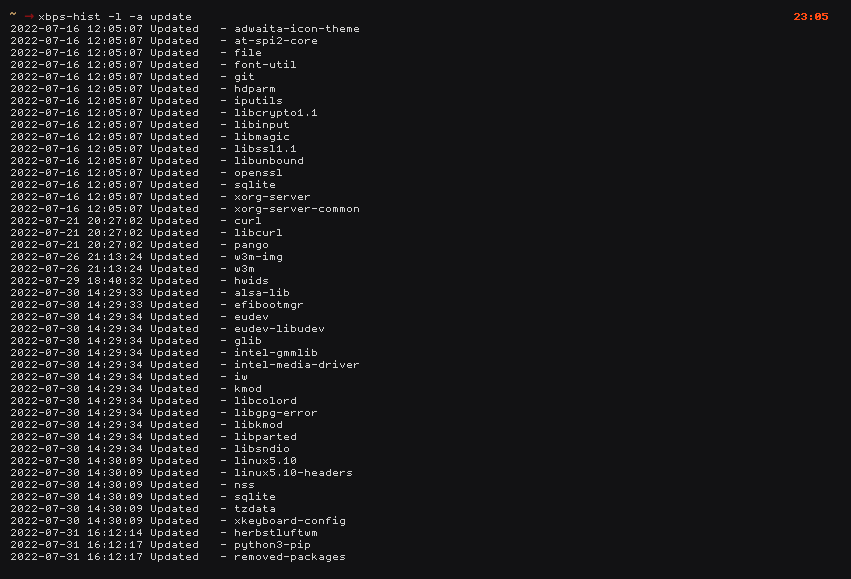 ~ → xbps-hist -l -a update 23:05
2022-07-16 12:05:07 Updated - adwaita-icon-theme
2022-07-16 12:05:07 Updated - at-spi2-core
2022-07-16 12:05:07 Updated - file
2022-07-16 12:05:07 Updated - font-util
2022-07-16 12:05:07 Updated - git
2022-07-16 12:05:07 Updated - hdparm
2022-07-16 12:05:07 Updated - iputils
2022-07-16 12:05:07 Updated - libcrypto1.1
2022-07-16 12:05:07 Updated - libinput
2022-07-16 12:05:07 Updated - libmagic
2022-07-16 12:05:07 Updated - libssl1.1
2022-07-16 12:05:07 Updated - libunbound
2022-07-16 12:05:07 Updated - openssl
2022-07-16 12:05:07 Updated - sqlite
2022-07-16 12:05:07 Updated - xorg-server
2022-07-16 12:05:07 Updated - xorg-server-common
2022-07-21 20:27:02 Updated - curl
2022-07-21 20:27:02 Updated - libcurl
2022-07-21 20:27:02 Updated - pango
2022-07-26 21:13:24 Updated - w3m-img
2022-07-26 21:13:24 Updated - w3m
2022-07-29 18:40:32 Updated - hwids
2022-07-30 14:29:33 Updated - alsa-lib
2022-07-30 14:29:33 Updated - efibootmgr
2022-07-30 14:29:34 Updated - eudev
2022-07-30 14:29:34 Updated - eudev-libudev
2022-07-30 14:29:34 Updated - glib
2022-07-30 14:29:34 Updated - intel-gmmlib
2022-07-30 14:29:34 Updated - intel-media-driver
2022-07-30 14:29:34 Updated - iw
2022-07-30 14:29:34 Updated - kmod
2022-07-30 14:29:34 Updated - libcolord
2022-07-30 14:29:34 Updated - libgpg-error
2022-07-30 14:29:34 Updated - libkmod
2022-07-30 14:29:34 Updated - libparted
2022-07-30 14:29:34 Updated - libsndio
2022-07-30 14:30:09 Updated - linux5.10
2022-07-30 14:30:09 Updated - linux5.10-headers
2022-07-30 14:30:09 Updated - nss
2022-07-30 14:30:09 Updated - sqlite
2022-07-30 14:30:09 Updated - tzdata
2022-07-30 14:30:09 Updated - xkeyboard-config
2022-07-31 16:12:14 Updated - herbstluftwm
2022-07-31 16:12:17 Updated - python3-pip
2022-07-31 16:12:17 Updated - removed-packages